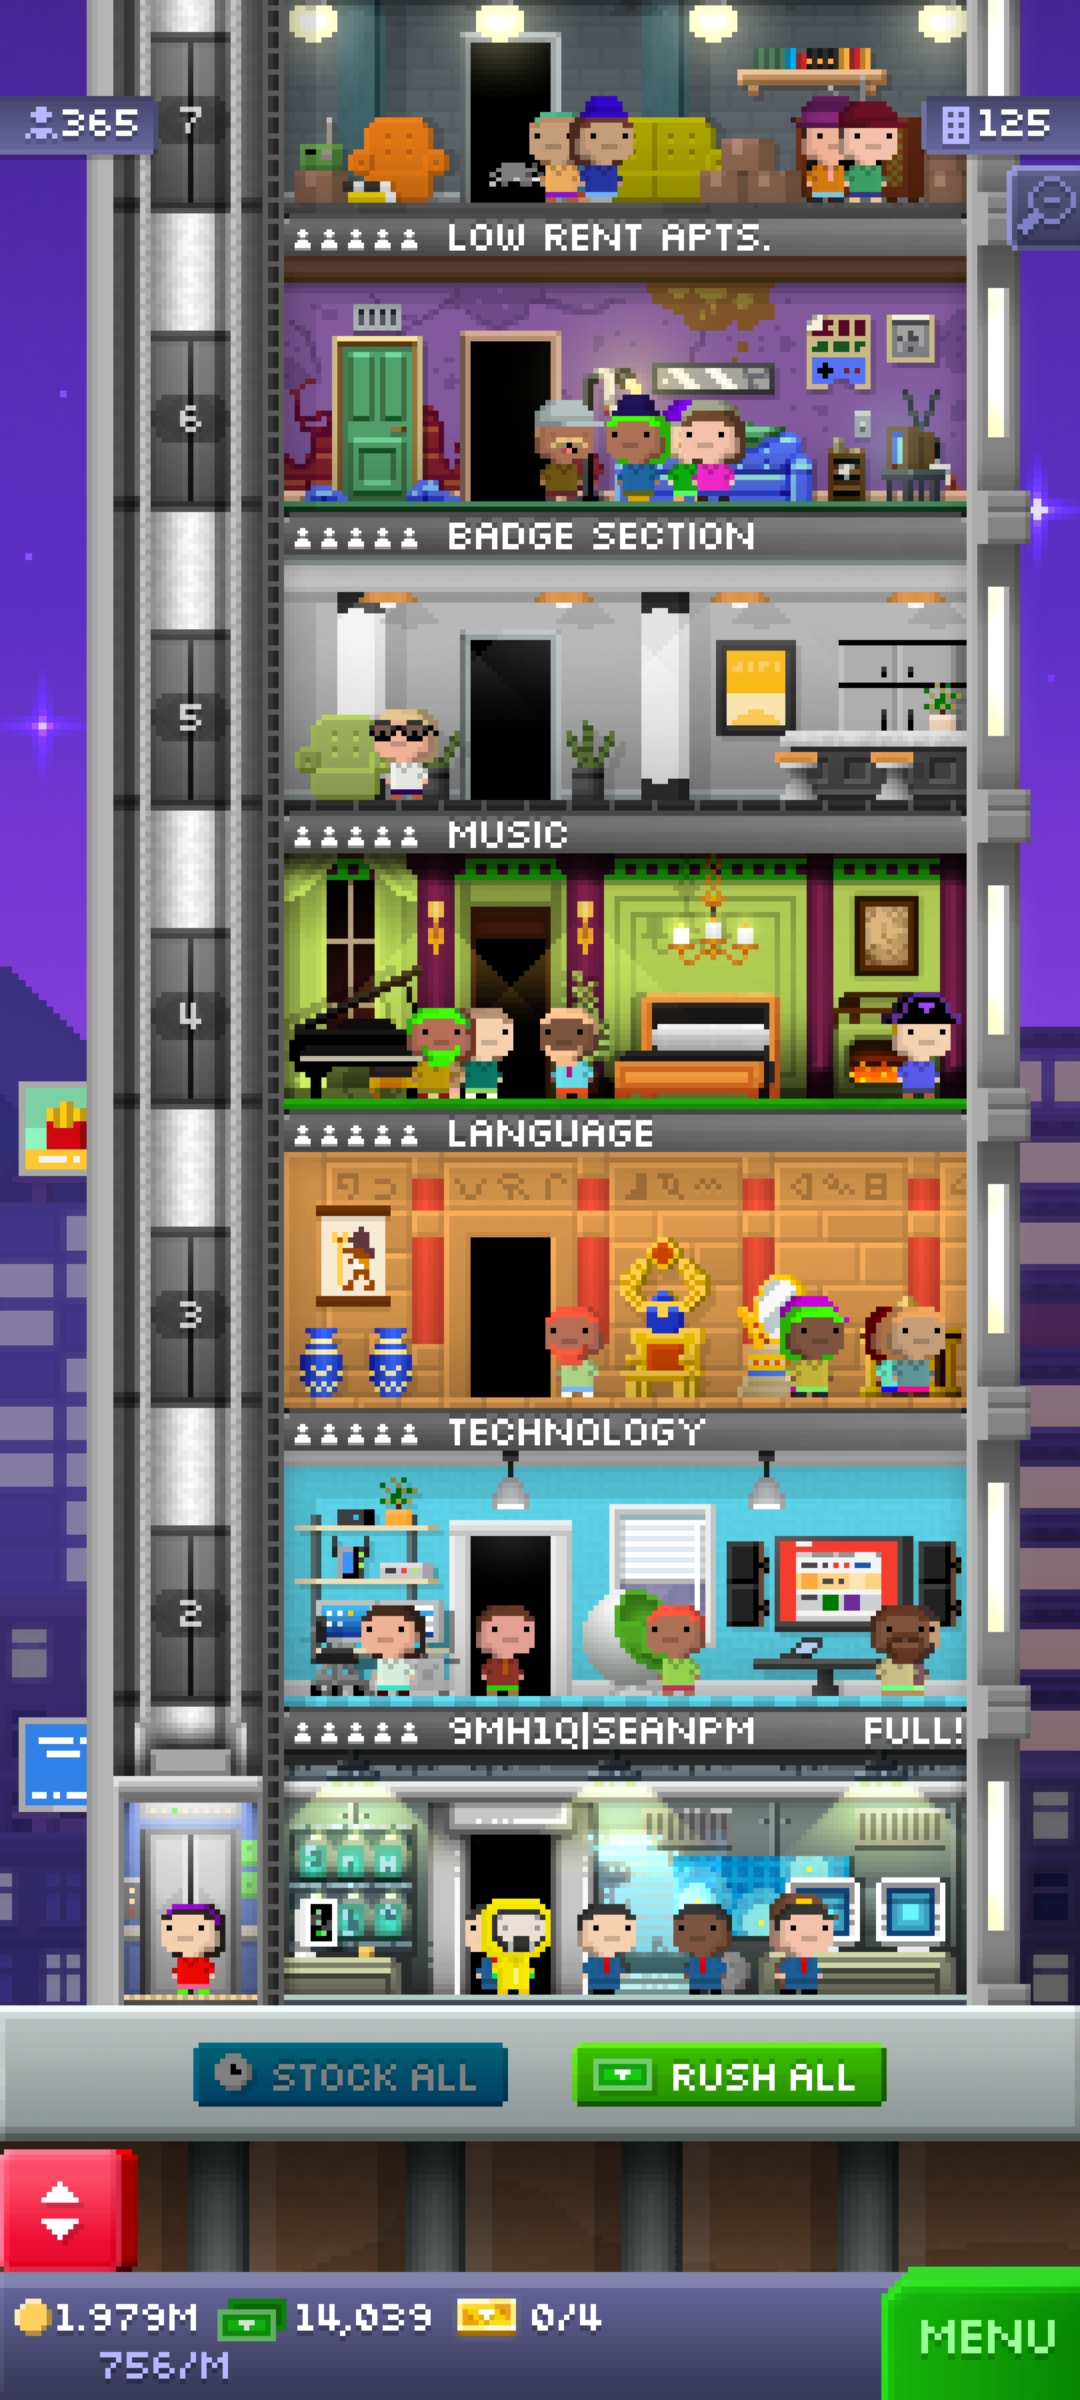 365
7
125
LOW RENT APTS.
6
BADGE SECTION
5
MUSIC
4
LANGUAGE
3
TECHNOLOGY
2
9MH1Q|SEANPM FULL!
STOCK ALL
RUSH ALL
1.979M 14,039 0/4
756/M
MENU